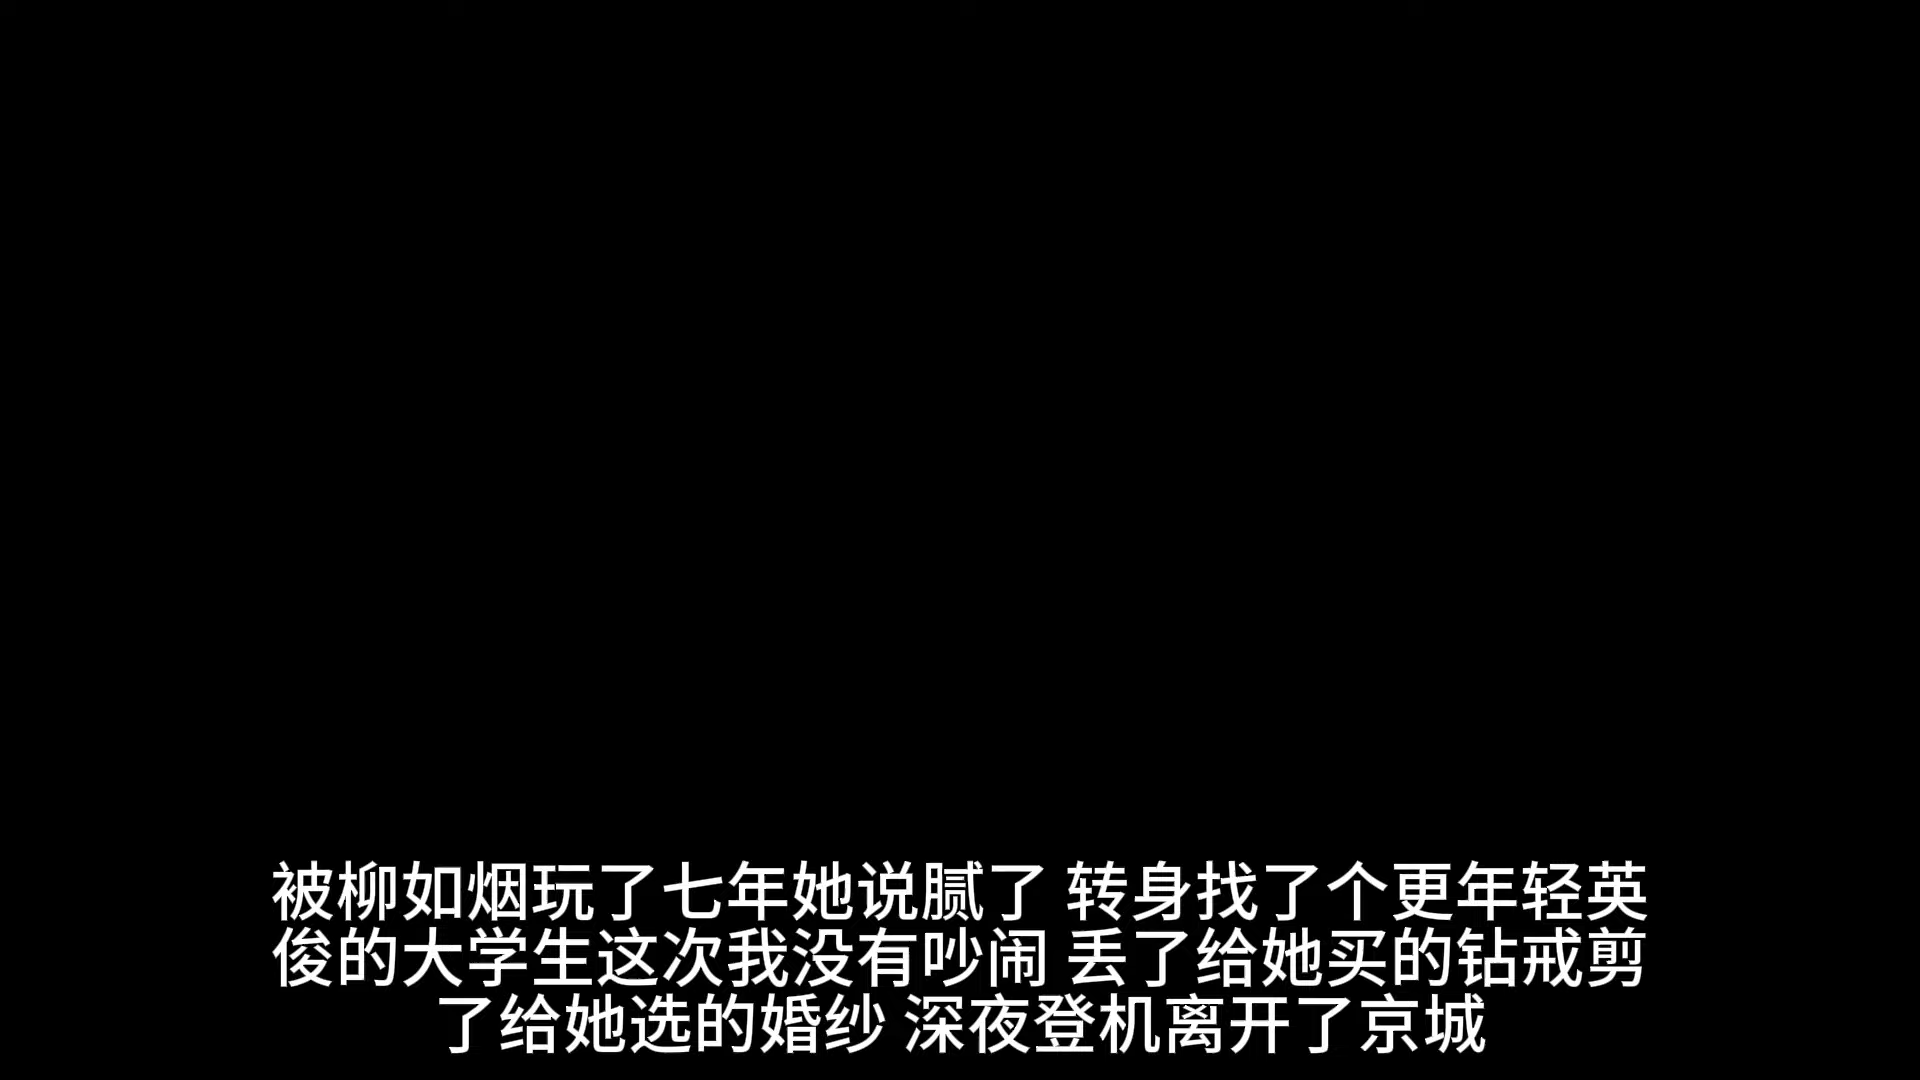 被柳如烟玩了七年她说腻了 转身找了个更年轻英
俊的大学生这次我没有吵闹 丢了给她买的钻戒剪
了给她选的婚纱 深夜登机离开了京城